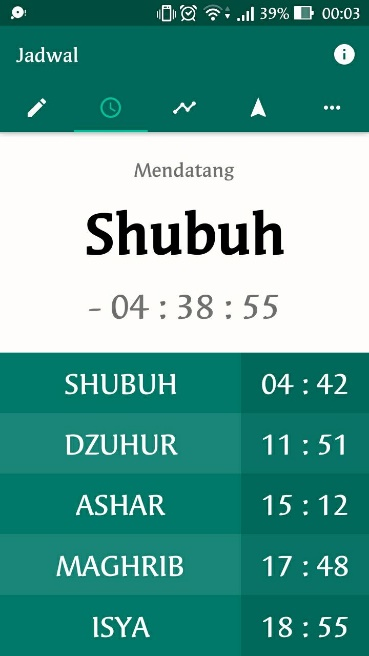 39% 00:03
Jadwal
Mendatang
Shubuh
- 04 : 38 : 55
SHUBUH 04 : 42
DZUHUR 11 : 51
ASHAR 15 : 12
MAGHRIB 17 : 48
ISYA 18 : 55